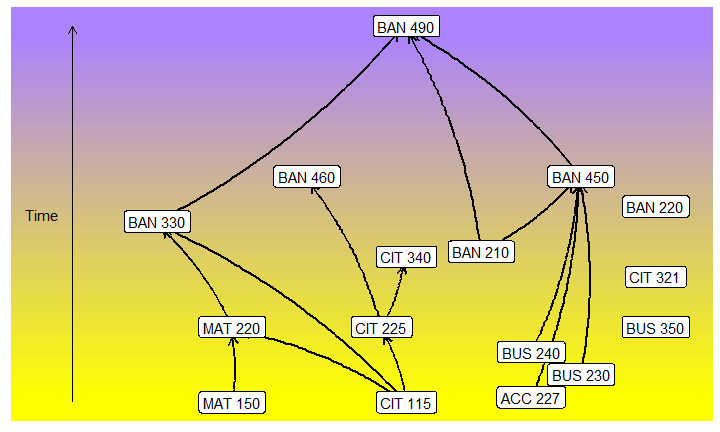 BAN 490
BAN 460
BAN 450
BAN 220
Time
BAN 330
BAN 210
CIT 340
CIT 321
MAT 220
CIT 225
BUS 350
BUS 240
BUS 230
MAT 150
CIT 115
ACC 227